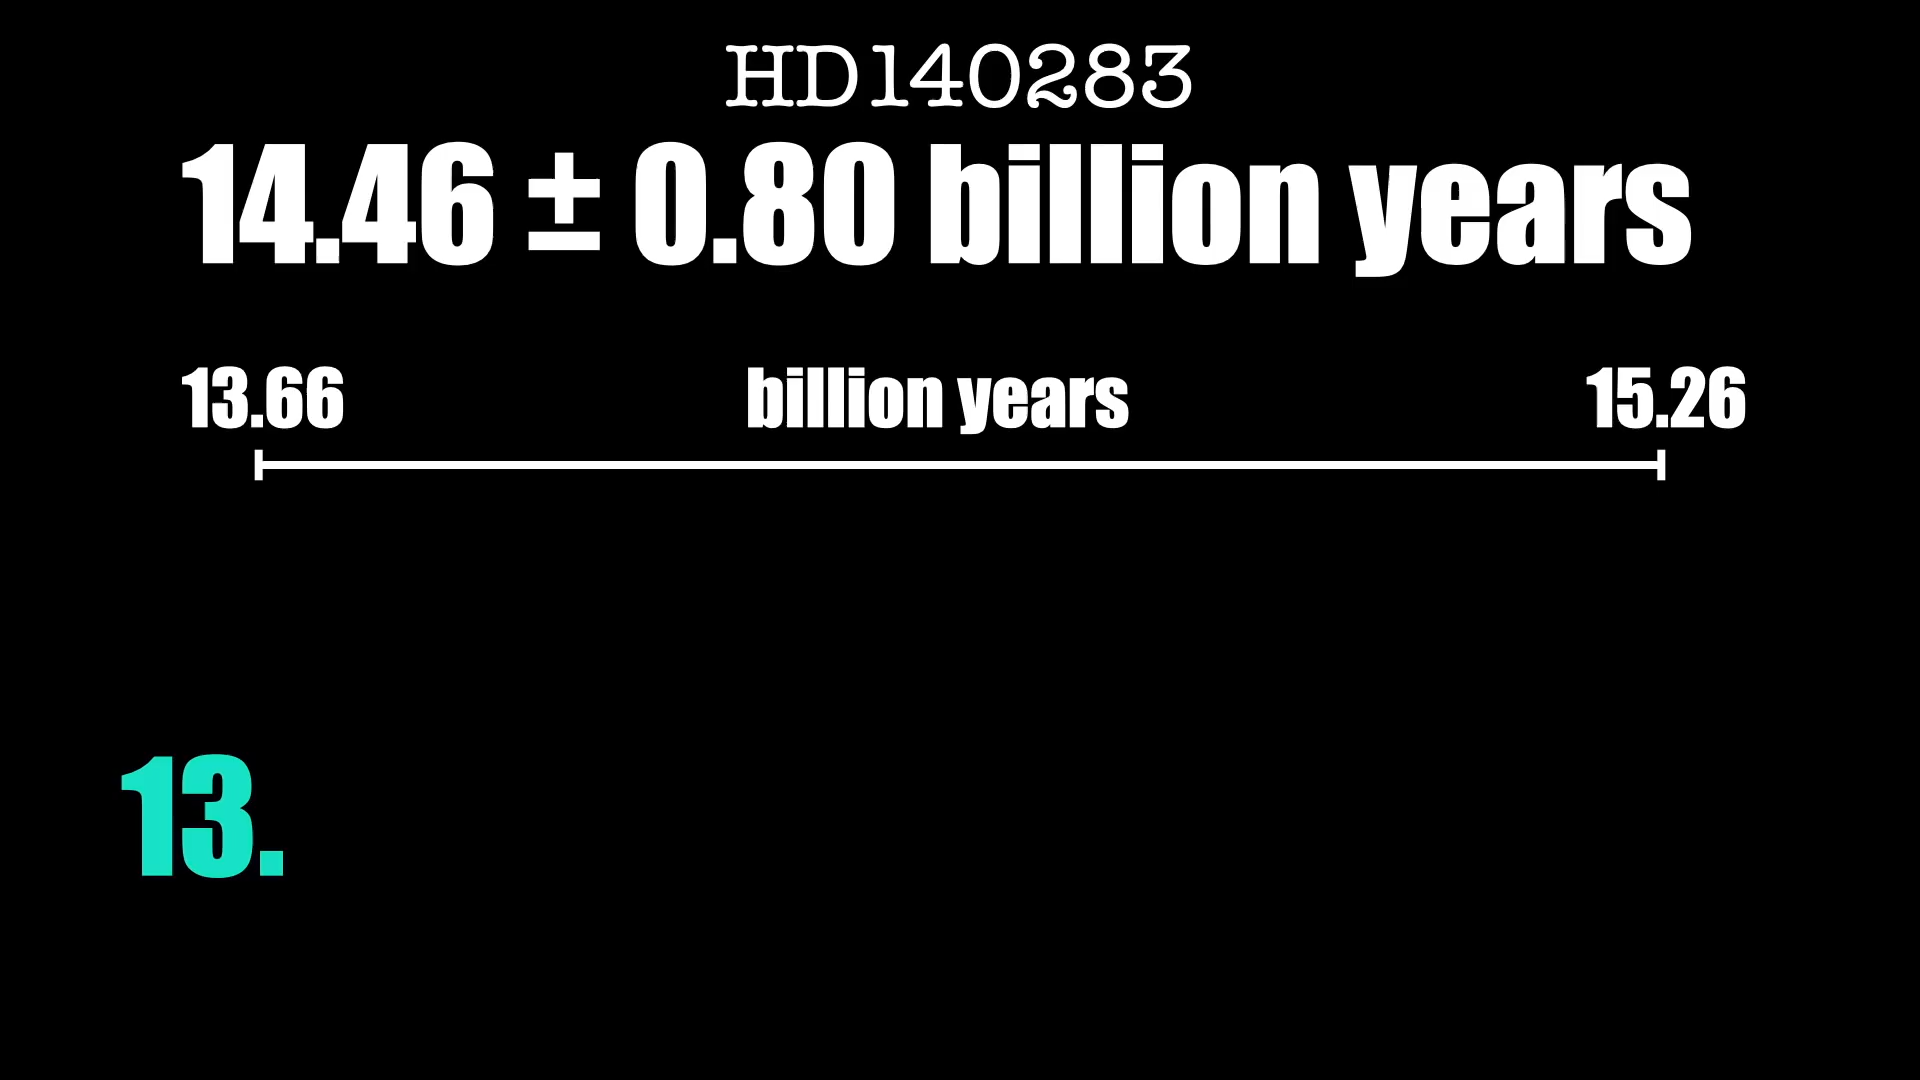 HD140283
14.46 ± 0.80 billion years
13.66 billion years 15.26
13.